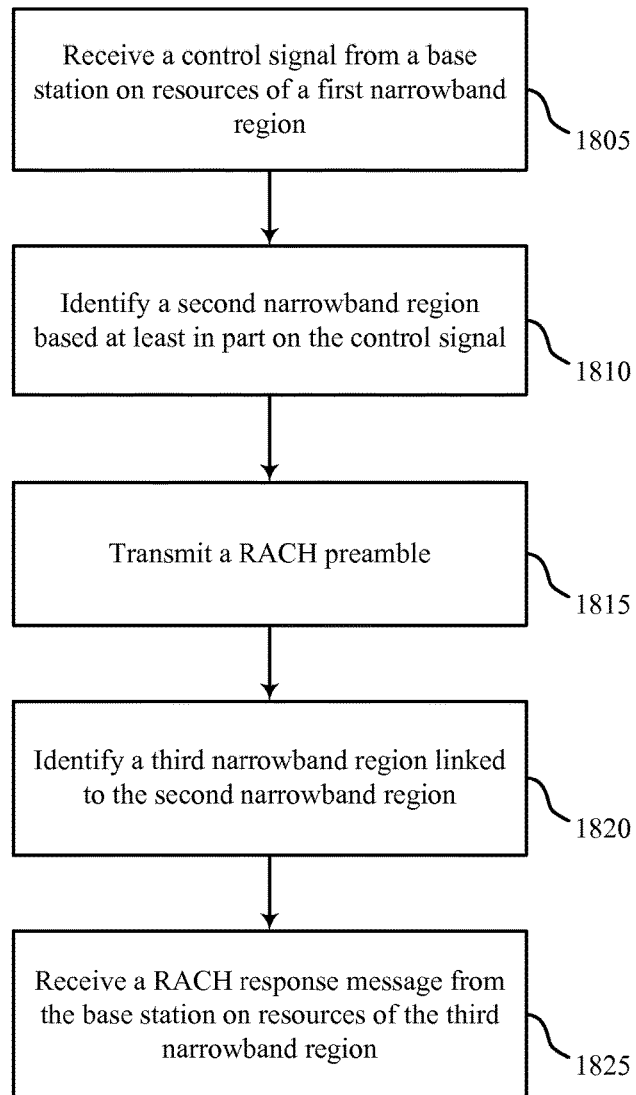 Receive a control signal from a base
station on resources of a first narrowband
region
1805
Identify a second narrowband region
based at least in part on the control signal
1810
Transmit a RACH preamble
1815
Identify a third narrowband region linked
to the second narrowband region
1820
Receive a RACH response message from
the base station on resources of the third
narrowband region
1825